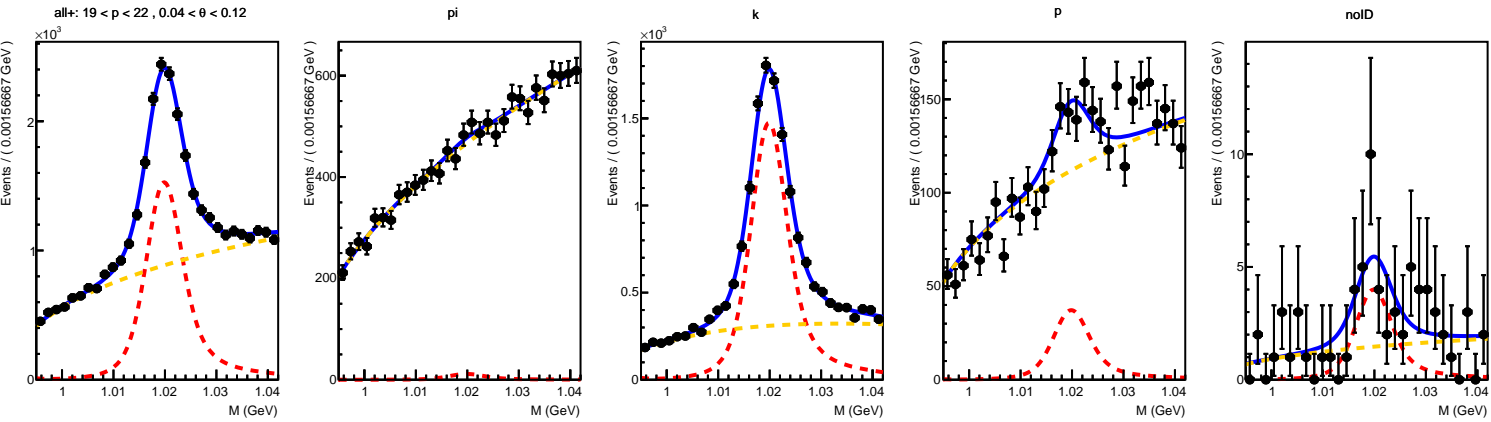 all+: 19 < p < 22 , 0.04 < θ < 0.12
×10³
Events / ( 0.00156667 GeV )
2
1
0
1 1.01 1.02 1.03 1.04
M (GeV)
pi
Events / ( 0.00156667 GeV )
600
400
200
0
1 1.01 1.02 1.03 1.04
M (GeV)
k
×10³
Events / ( 0.00156667 GeV )
1.5
1
0.5
0
1 1.01 1.02 1.03 1.04
M (GeV)
p
Events / ( 0.00156667 GeV )
150
100
50
0
1 1.01 1.02 1.03 1.04
M (GeV)
noID
Events / ( 0.00156667 GeV )
10
5
0
1 1.01 1.02 1.03 1.04
M (GeV)